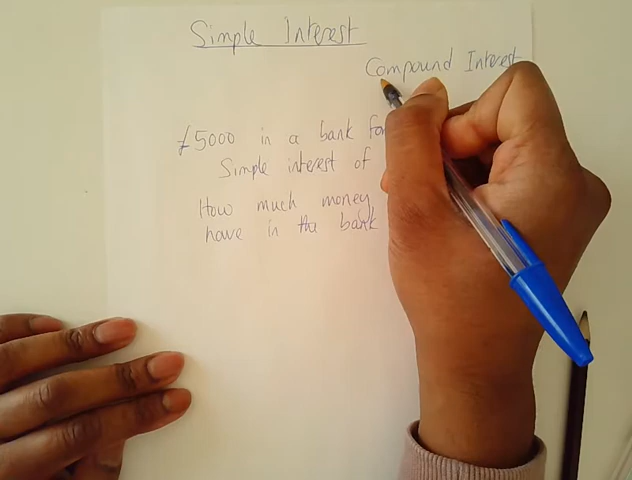 Simple Interest
Compound Interest
£5000 in a bank for
Simple interest of
How much money
have in the bank